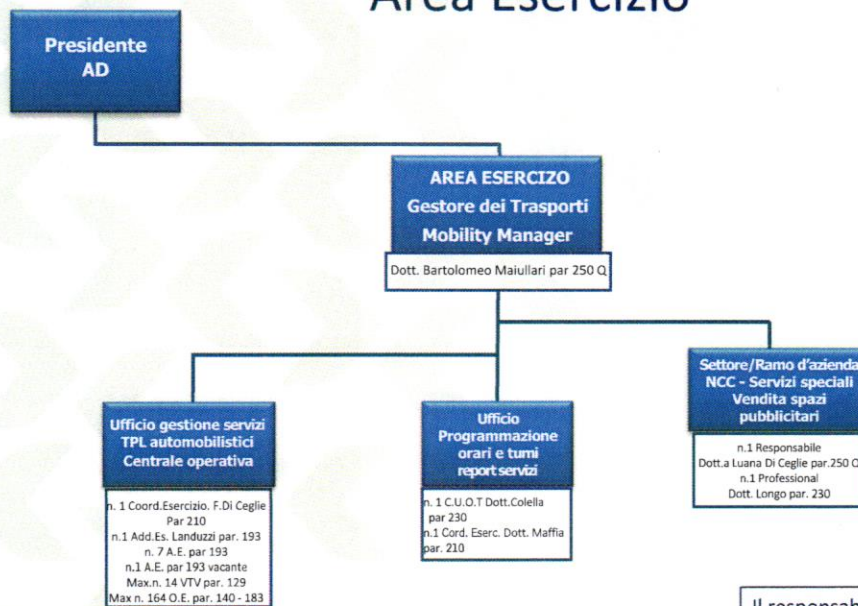 Area Esercizio
Presidente
AD
AREA ESERCIZO
Gestore dei Trasporti
Mobility Manager
Dott. Bartolomeo Maiullari par 250 Q
Ufficio gestione servizi
TPL automobilistici
Centrale operativa
n. 1 Coord.Esercizio. F.Di Ceglie
Par 210
n.1 Add.Es. Landuzzi par. 193
n. 7 A.E. par 193
n.1 A.E. par 193 vacante
Max.n. 14 VTV par. 129
Max n. 164 O.E. par. 140 - 183
Ufficio
Programmazione
orari e turni
report servizi
n. 1 C.U.O.T Dott.Colella
par 230
n.1 Cord. Eserc. Dott. Maffia
par. 210
Settore/Ramo d'azienda
NCC - Servizi speciali
Vendita spazi
pubblicitari
n.1 Responsabile
Dott.a Luana Di Ceglie par.250 Q
n.1 Professional
Dott. Longo par. 230
Il responsab